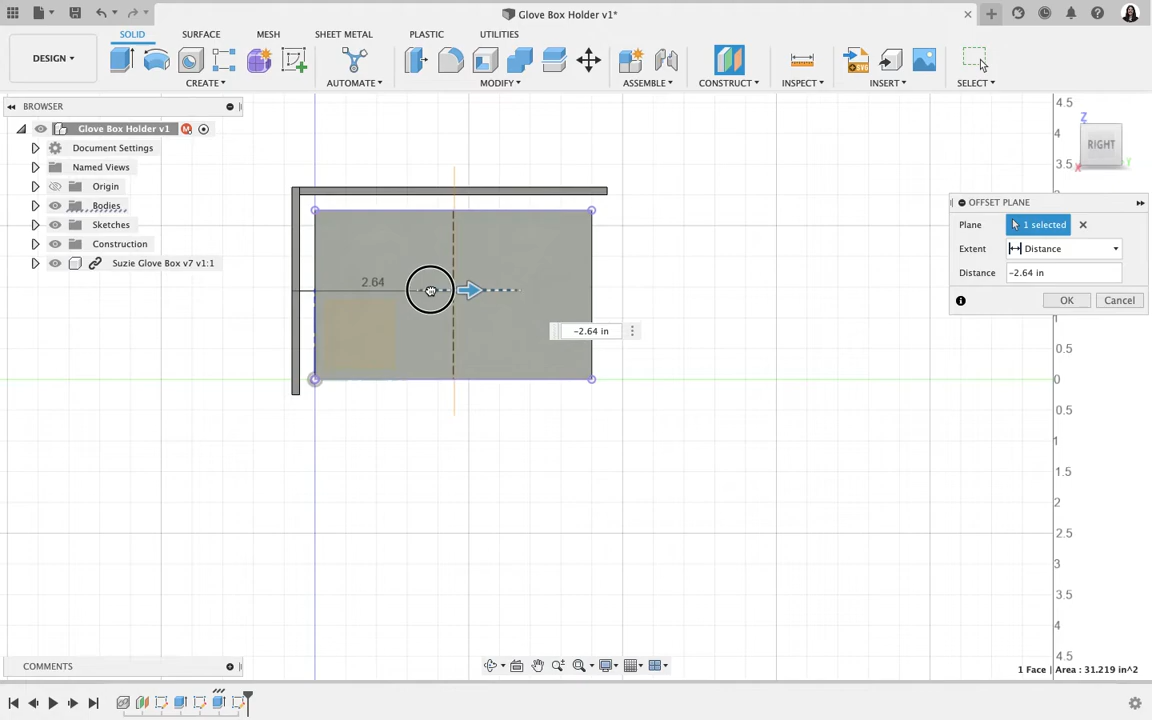 Glove Box Holder v1*
DESIGN
SOLID
SURFACE
MESH
SHEET METAL
PLASTIC
UTILITIES
CREATE
AUTOMATE
MODIFY
ASSEMBLE
CONSTRUCT
INSPECT
INSERT
SELECT
SVG
BROWSER
Glove Box Holder v1
M
Document Settings
Named Views
Origin
Bodies
Sketches
Construction
Suzie Glove Box v7 v1:1
4.5
4
3.5
1
0.5
0
0.5
1
1.5
2
2.5
3
3.5
4
4.5
Z
RIGHT
X
Y
OFFSET PLANE
Plane
1 selected
Extent
Distance
Distance
-2.64 in
OK
Cancel
2.64
-2.64 in
COMMENTS
1 Face | Area : 31.219 in^2